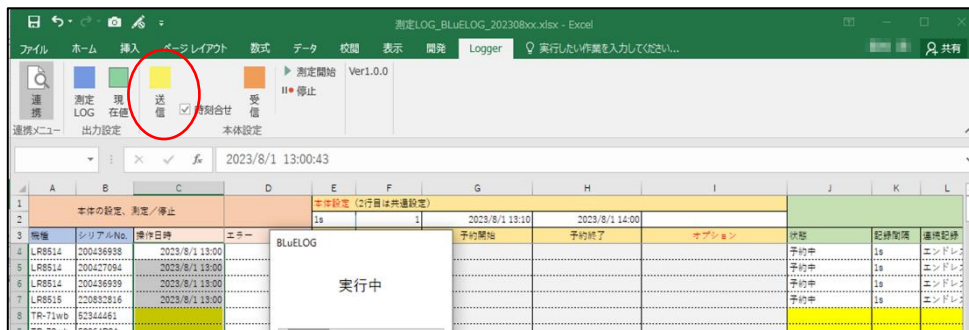 測定LOG_BLuELOG_202308xx.xlsx - Excel
ファイル ホーム 挿入 ページ レイアウト 数式 データ 校閲 表示 開発 Logger 実行したい作業を入力してください... 共有
連携 測定LOG 現在値 送信 時刻合せ 受信 測定開始 Ver1.0.0
停止
連携メニュー 出力設定 本体設定
fx 2023/8/1 13:00:43
A B C D E F G H I J K L
1 本体の設定、測定/停止 本体設定 (2行目は共通設定)
2 1s 1 2023/8/1 13:10 2023/8/1 14:00
3 機種 シリアルNo. 操作日時 エラー 予約開始 予約終了 オプション 状態 記録間隔 連続記録
4 LR8514 200436938 2023/8/1 13:00 予約中 1s エンドレス
5 LR8514 200427094 2023/8/1 13:00 予約中 1s エンドレス
6 LR8514 200436939 2023/8/1 13:00 予約中 1s エンドレス
7 LR8515 220832816 2023/8/1 13:00 予約中 1s エンドレス
8 TR-71wb 52344461
BLuELOG
実行中